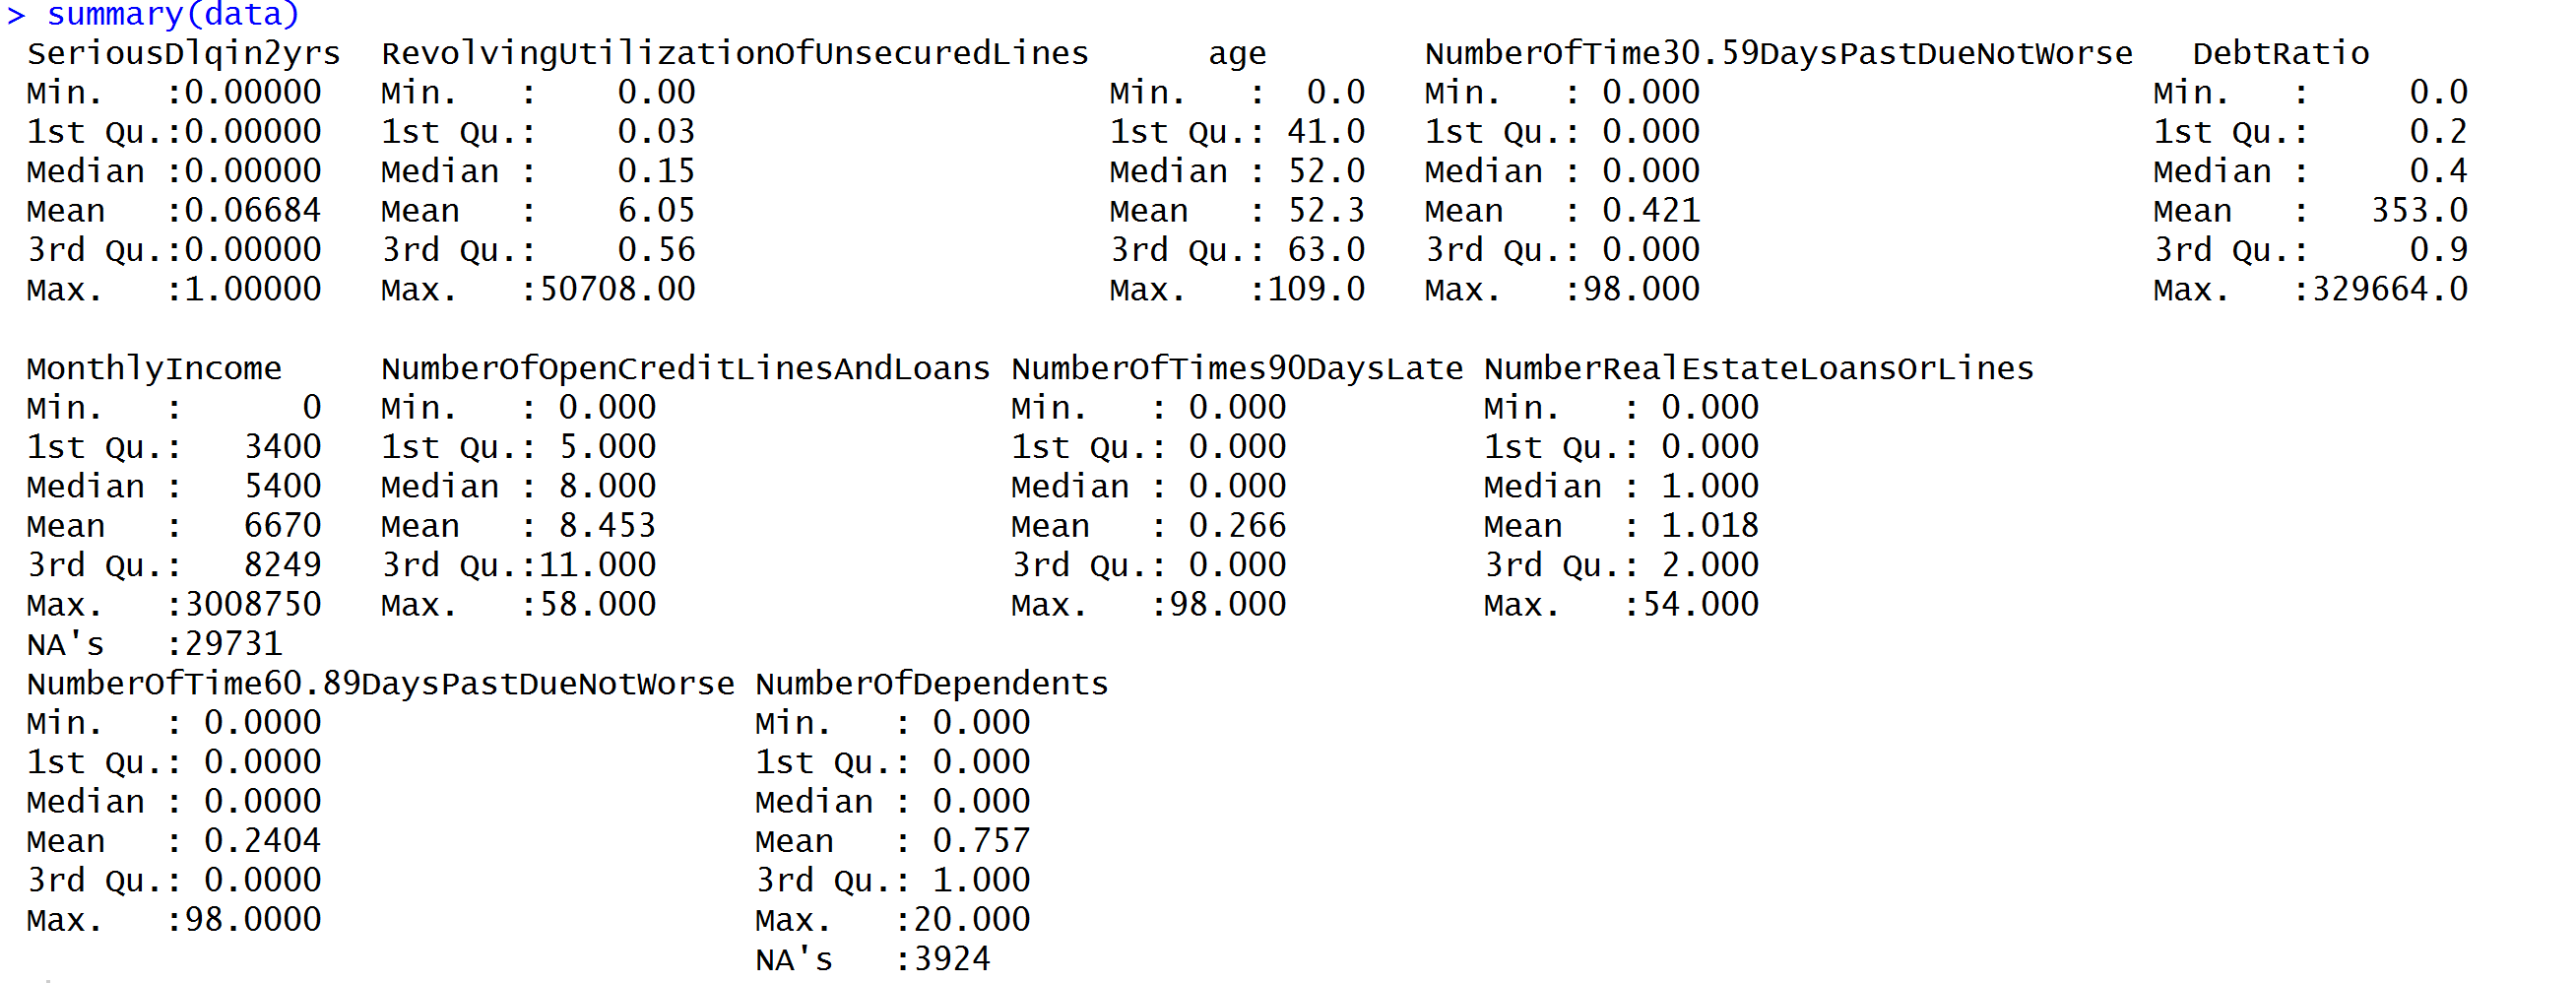 > summary(data)
SeriousDlqin2yrs  RevolvingUtilizationOfUnsecuredLines      age        NumberOfTime30.59DaysPastDueNotWorse   DebtRatio
Min.   :0.00000   Min.   :    0.00                     Min.   :  0.0   Min.   : 0.000                       Min.   :     0.0
1st Qu.:0.00000   1st Qu.:    0.03                     1st Qu.: 41.0   1st Qu.: 0.000                       1st Qu.:     0.2
Median :0.00000   Median :    0.15                     Median : 52.0   Median : 0.000                       Median :     0.4
Mean   :0.06684   Mean   :    6.05                     Mean   : 52.3   Mean   : 0.421                       Mean   :   353.0
3rd Qu.:0.00000   3rd Qu.:    0.56                     3rd Qu.: 63.0   3rd Qu.: 0.000                       3rd Qu.:     0.9
Max.   :1.00000   Max.   :50708.00                     Max.   :109.0   Max.   :98.000                       Max.   :329664.0
MonthlyIncome     NumberOfOpenCreditLinesAndLoans NumberOfTimes90DaysLate NumberRealEstateLoansOrLines
Min.   :      0   Min.   : 0.000                  Min.   : 0.000          Min.   : 0.000
1st Qu.:   3400   1st Qu.: 5.000                  1st Qu.: 0.000          1st Qu.: 0.000
Median :   5400   Median : 8.000                  Median : 0.000          Median : 1.000
Mean   :   6670   Mean   : 8.453                  Mean   : 0.266          Mean   : 1.018
3rd Qu.:   8249   3rd Qu.:11.000                  3rd Qu.: 0.000          3rd Qu.: 2.000
Max.   :3008750   Max.   :58.000                  Max.   :98.000          Max.   :54.000
NA's   :29731
NumberOfTime60.89DaysPastDueNotWorse NumberOfDependents
Min.   : 0.0000                      Min.   : 0.000
1st Qu.: 0.0000                      1st Qu.: 0.000
Median : 0.0000                      Median : 0.000
Mean   : 0.2404                      Mean   : 0.757
3rd Qu.: 0.0000                      3rd Qu.: 1.000
Max.   :98.0000                      Max.   :20.000
                                     NA's   :3924